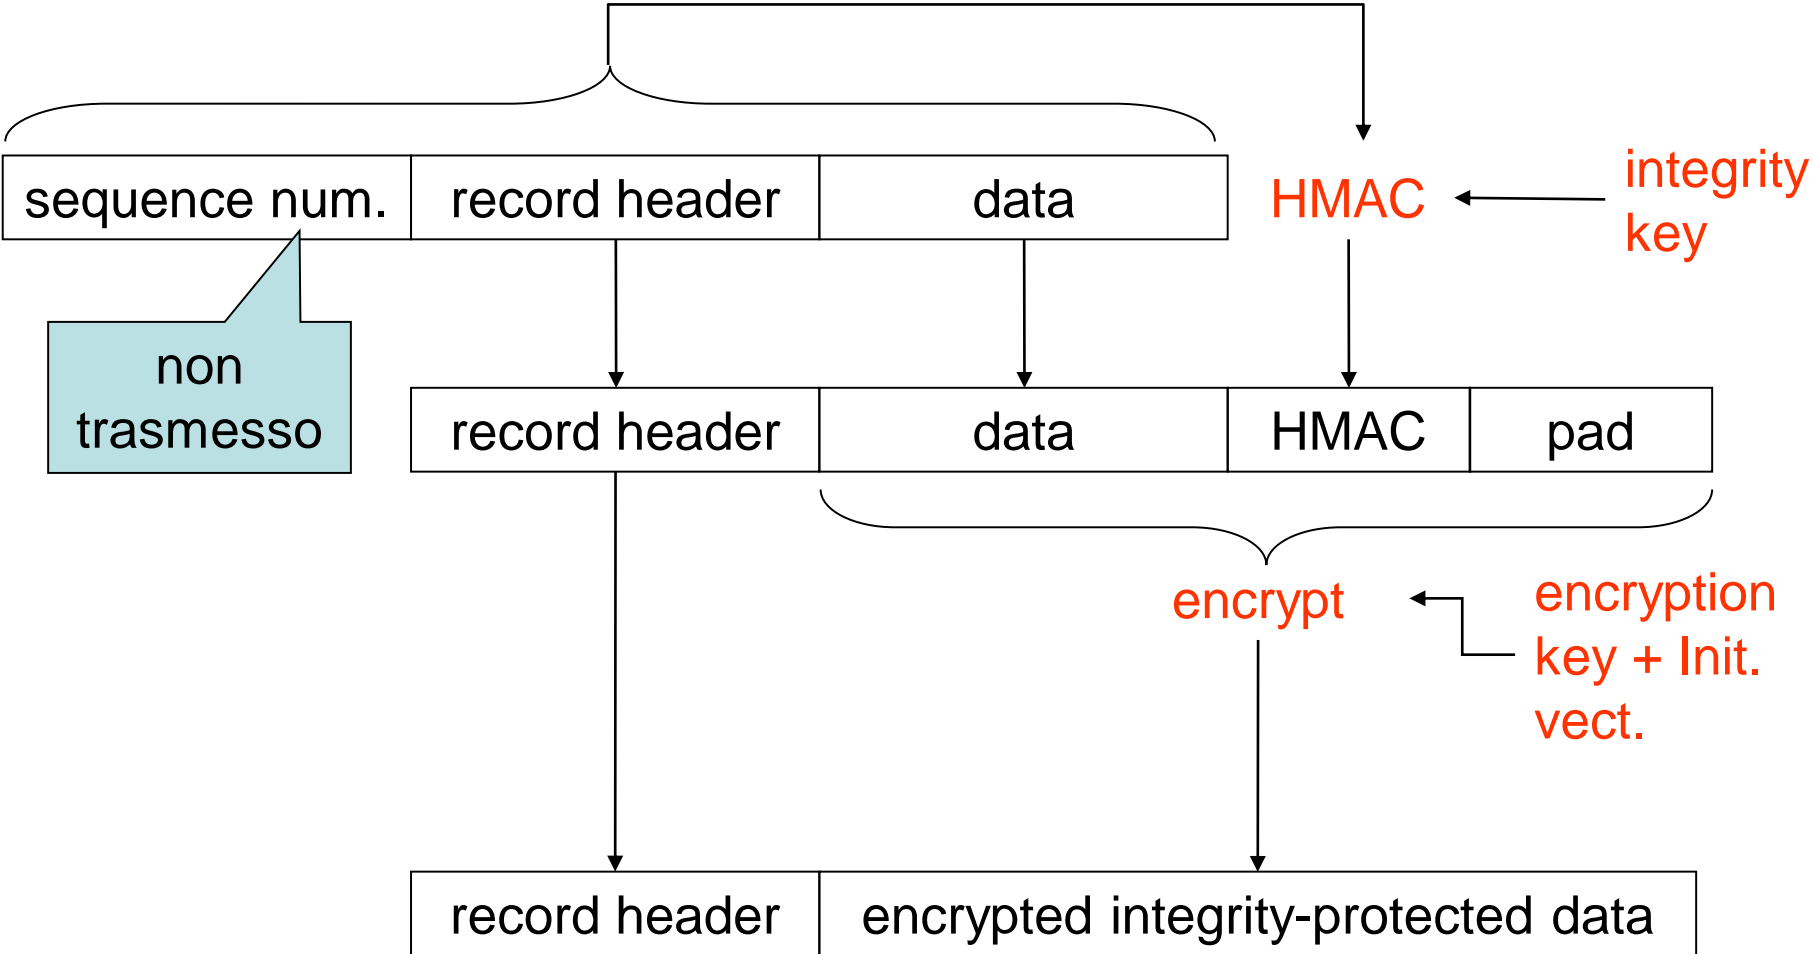 sequence num.
record header
data
HMAC
integrity
key
non
trasmesso
record header
data
HMAC
pad
encrypt
encryption
key + Init.
vect.
record header
encrypted integrity-protected data